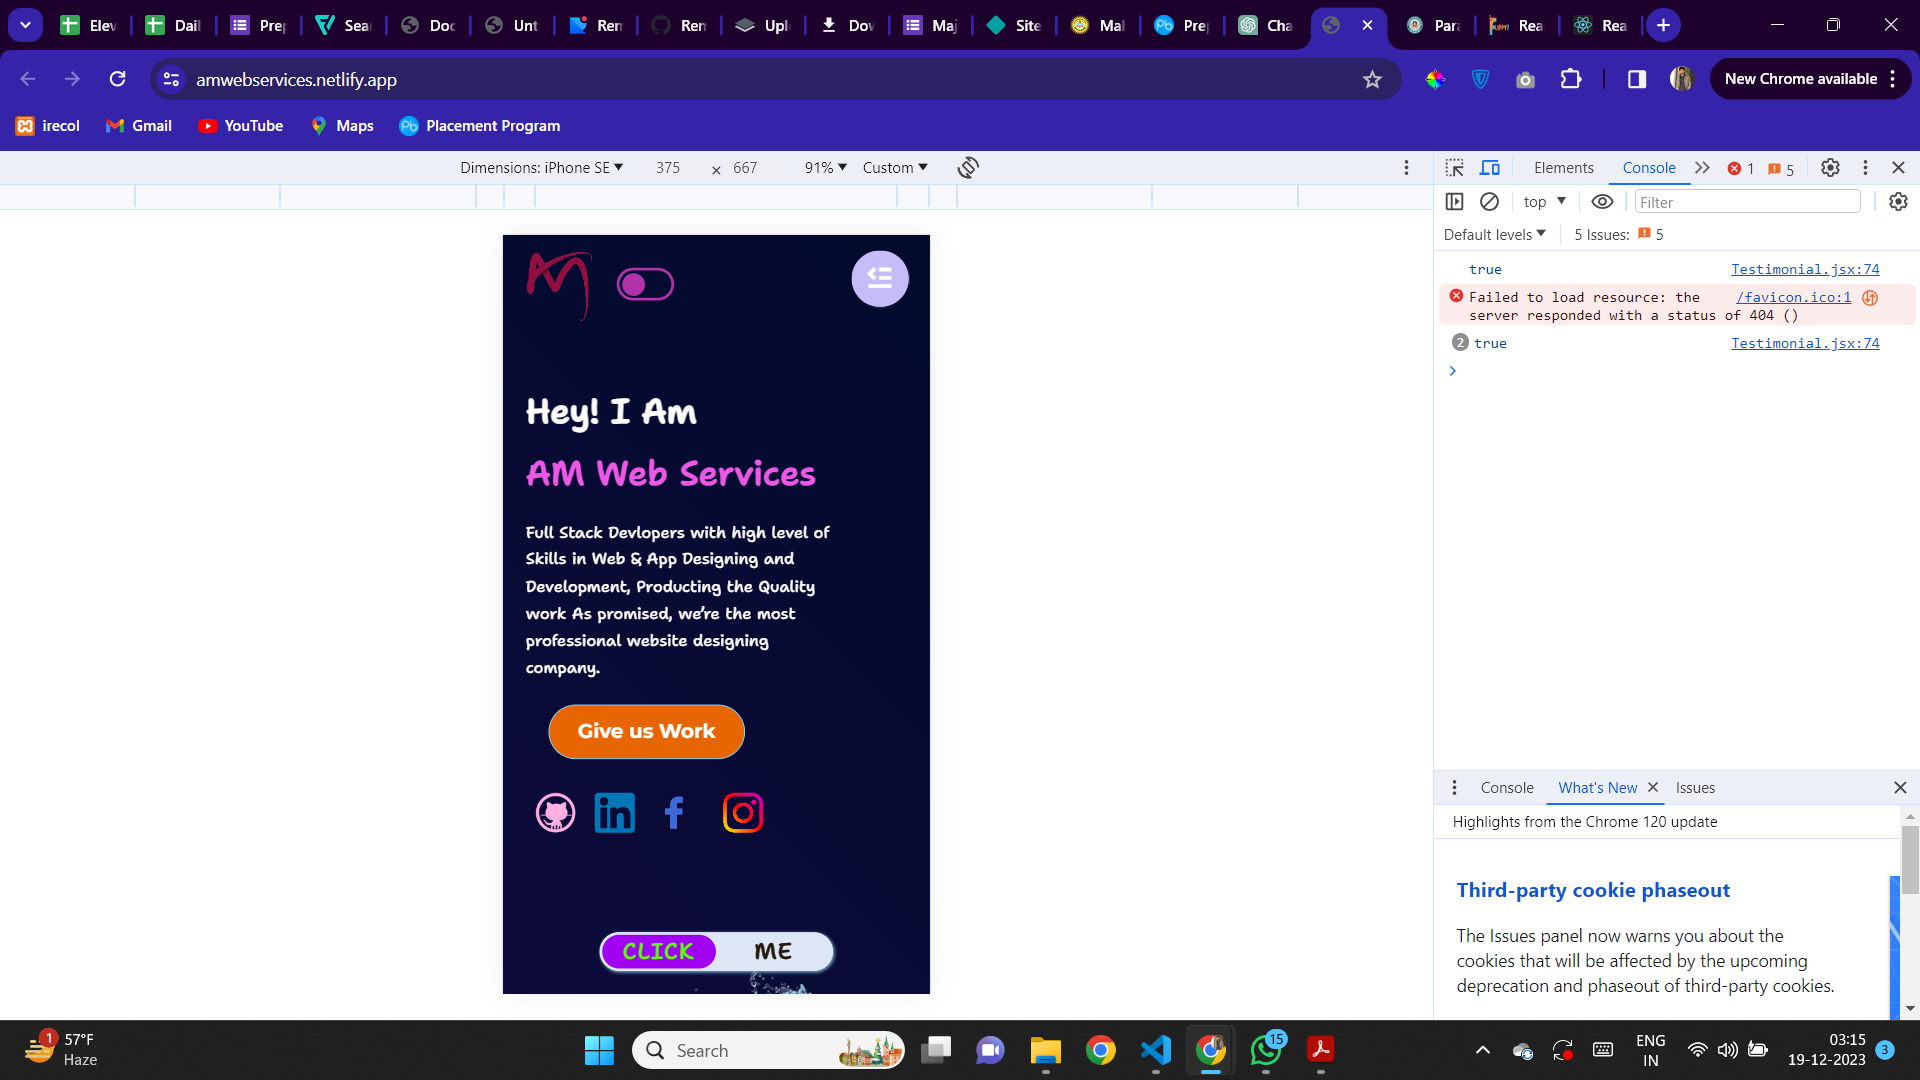 Elev
Dail
Prep
Sear
Doc
Unt
Rem
Rem
Uplo
Dov
Maj
Site
Mal
Prep
Cha
Para
Rea
Rea
amwebservices.netlify.app
New Chrome available
irecol
Gmail
YouTube
Maps
Placement Program
Dimensions: iPhone SE
375
×
667
91%
Custom
Elements
Console
1
5
top
Filter
Default levels
5 Issues:
5
true
Testimonial.jsx:74
Failed to load resource: the
/favicon.ico:1
server responded with a status of 404 ()
2
true
Testimonial.jsx:74
AM
Hey! I Am
AM Web Services
Full Stack Devlopers with high level of
Skills in Web & App Designing and
Development, Producting the Quality
work As promised, we're the most
professional website designing
company.
Give us Work
CLICK
ME
Console
What's New
Issues
Highlights from the Chrome 120 update
Third-party cookie phaseout
The Issues panel now warns you about the
cookies that will be affected by the upcoming
deprecation and phaseout of third-party cookies.
1
57°F
Haze
Search
15
ENG
IN
03:15
19-12-2023
3